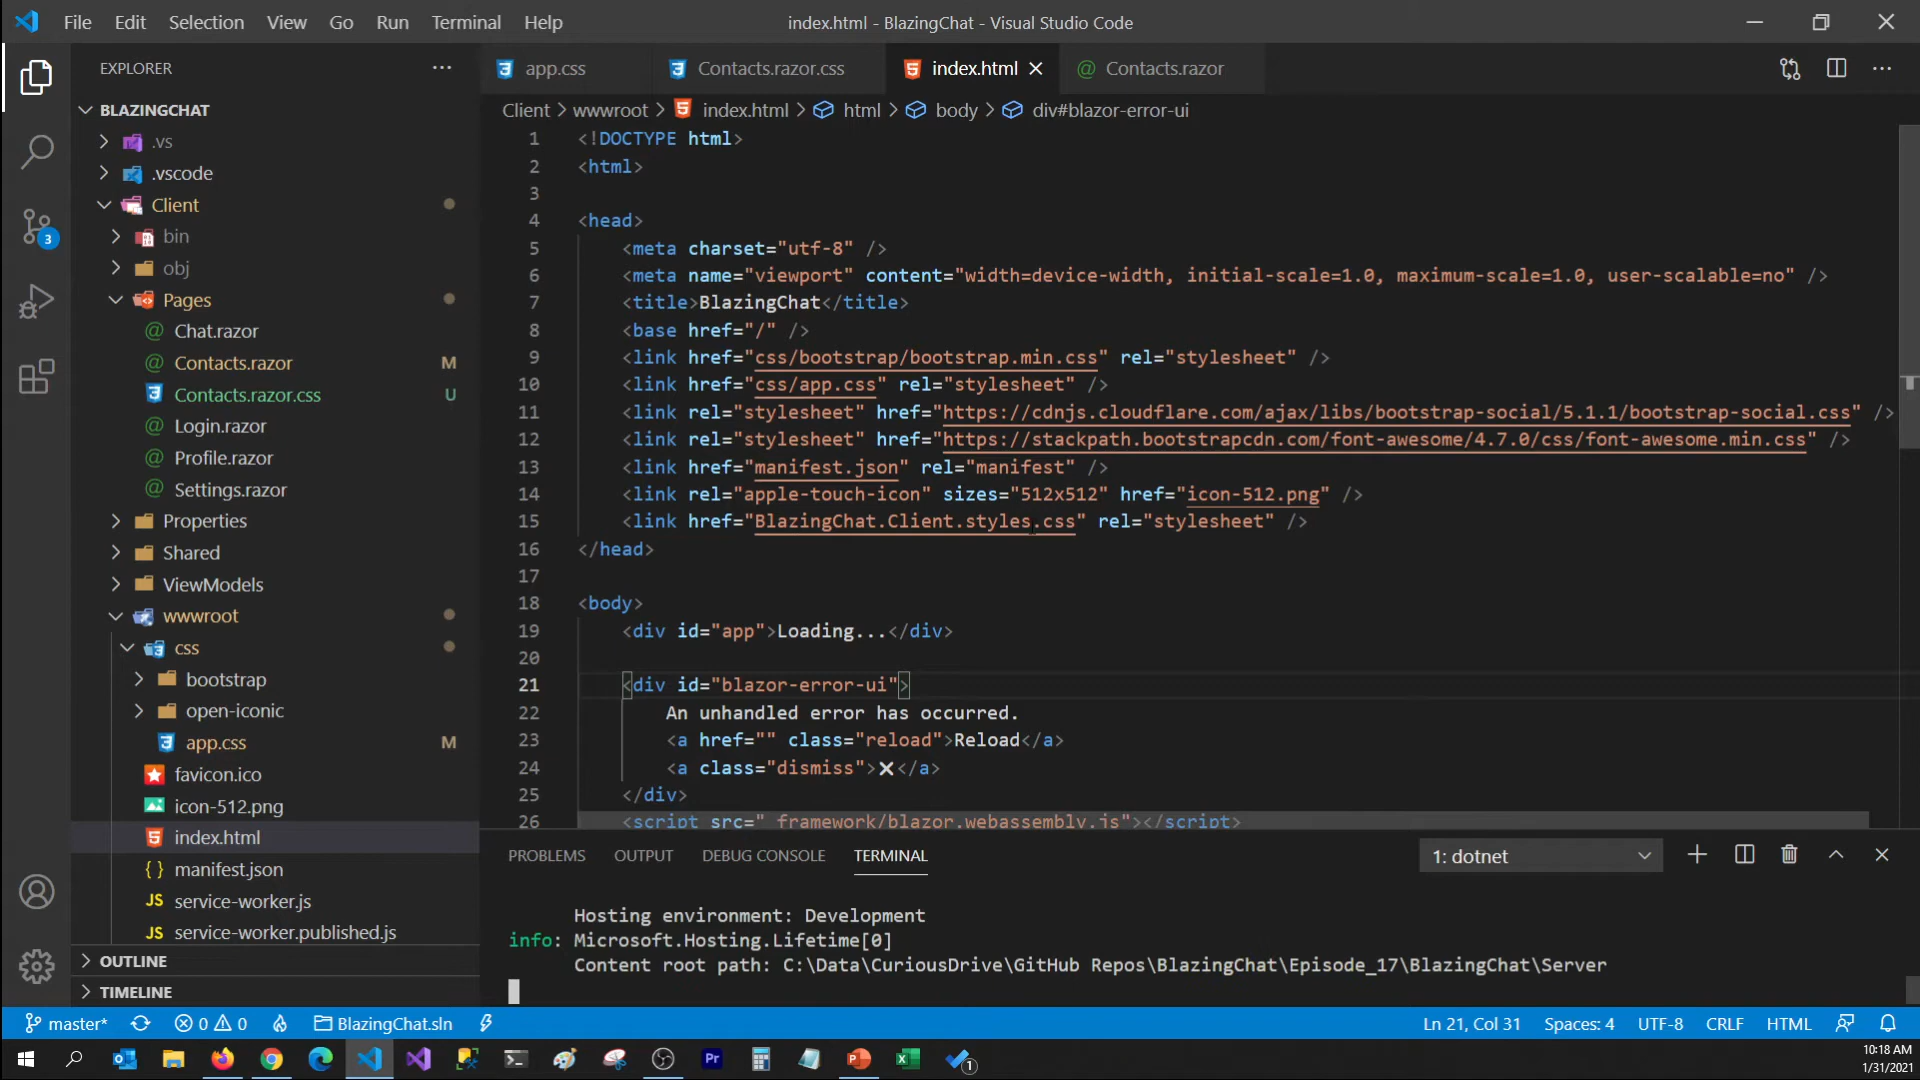 File Edit Selection View Go Run Terminal Help
index.html - BlazingChat - Visual Studio Code
EXPLORER
BLAZINGCHAT
.vs
.vscode
Client
bin
obj
Pages
Chat.razor
Contacts.razor M
Contacts.razor.css U
Login.razor
Profile.razor
Settings.razor
Properties
Shared
ViewModels
wwwroot
css
bootstrap
open-iconic
app.css M
favicon.ico
icon-512.png
index.html
{ } manifest.json
JS service-worker.js
JS service-worker.published.js
OUTLINE
TIMELINE
3
app.css Contacts.razor.css index.html Contacts.razor
Client > wwwroot > index.html > html > body > div#blazor-error-ui
1 <!DOCTYPE html>
2 <html>
3
4 <head>
5 <meta charset="utf-8" />
6 <meta name="viewport" content="width=device-width, initial-scale=1.0, maximum-scale=1.0, user-scalable=no" />
7 <title>BlazingChat</title>
8 <base href="/" />
9 <link href="css/bootstrap/bootstrap.min.css" rel="stylesheet" />
10 <link href="css/app.css" rel="stylesheet" />
11 <link rel="stylesheet" href="https://cdnjs.cloudflare.com/ajax/libs/bootstrap-social/5.1.1/bootstrap-social.css" />
12 <link rel="stylesheet" href="https://stackpath.bootstrapcdn.com/font-awesome/4.7.0/css/font-awesome.min.css" />
13 <link href="manifest.json" rel="manifest" />
14 <link rel="apple-touch-icon" sizes="512x512" href="icon-512.png" />
15 <link href="BlazingChat.Client.styles.css" rel="stylesheet" />
16 </head>
17
18 <body>
19 <div id="app">Loading...</div>
20
21 <div id="blazor-error-ui">
22 An unhandled error has occurred.
23 <a href="" class="reload">Reload</a>
24 <a class="dismiss">🗙</a>
25 </div>
26 <script src="_framework/blazor.webassembly.js"></script>
PROBLEMS OUTPUT DEBUG CONSOLE TERMINAL 1: dotnet
Hosting environment: Development
info: Microsoft.Hosting.Lifetime[0]
Content root path: C:\Data\CuriousDrive\GitHub Repos\BlazingChat\Episode_17\BlazingChat\Server
master* 0 0 BlazingChat.sln Ln 21, Col 31 Spaces: 4 UTF-8 CRLF HTML
Pr 1
10:18 AM
1/31/2021